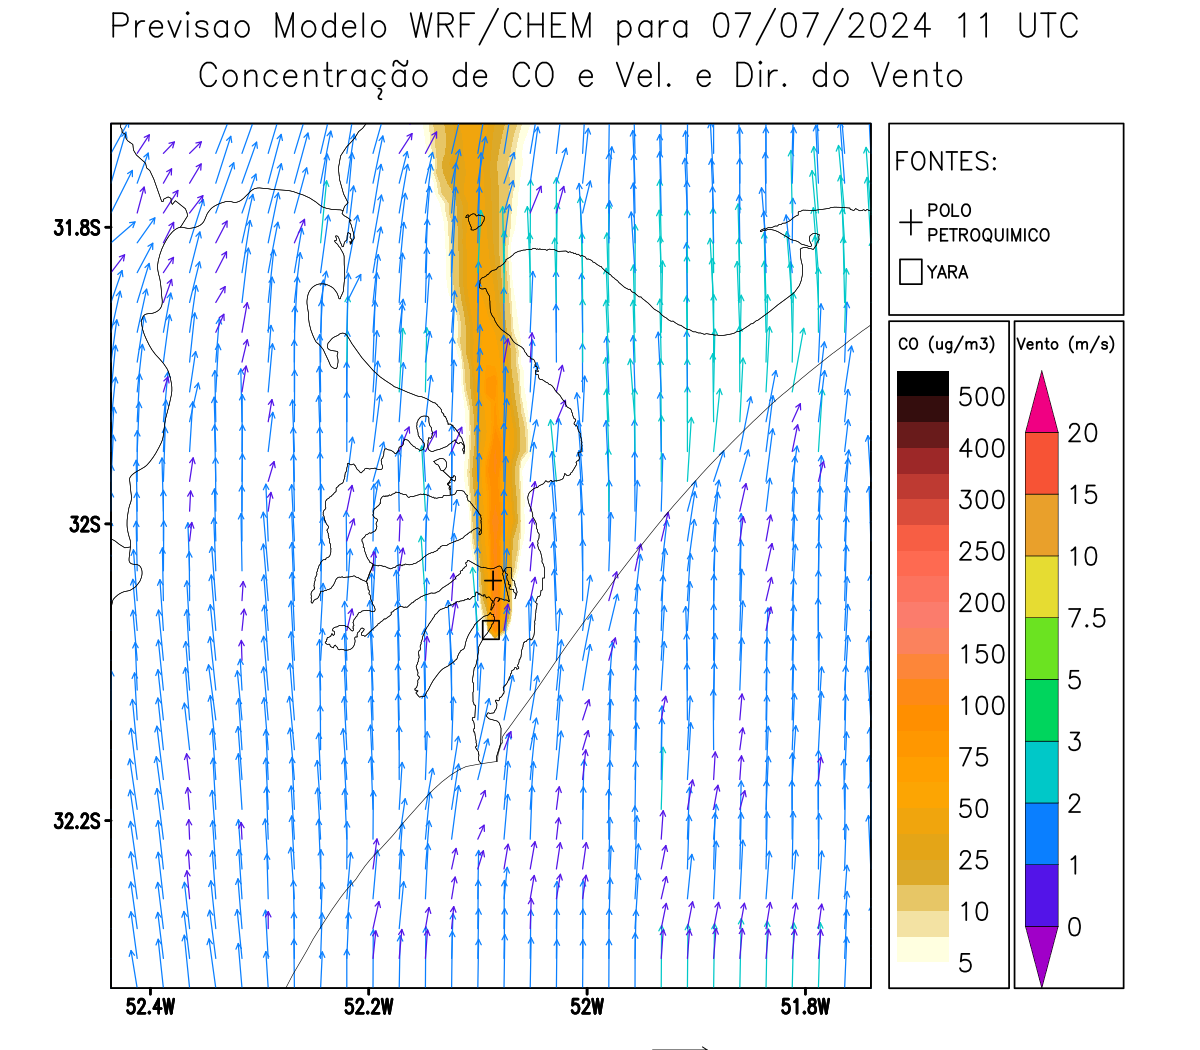 Previsao Modelo WRF/CHEM para 07/07/2024 11 UTC
Concentração de CO e Vel. e Dir. do Vento
FONTES:
POLO
PETROQUIMICO
YARA
CO (ug/m3)
500
400
300
250
200
150
100
75
50
25
10
5
Vento (m/s)
20
15
10
7.5
5
3
2
1
0
31.8S
32S
32.2S
52.4W
52.2W
52W
51.8W